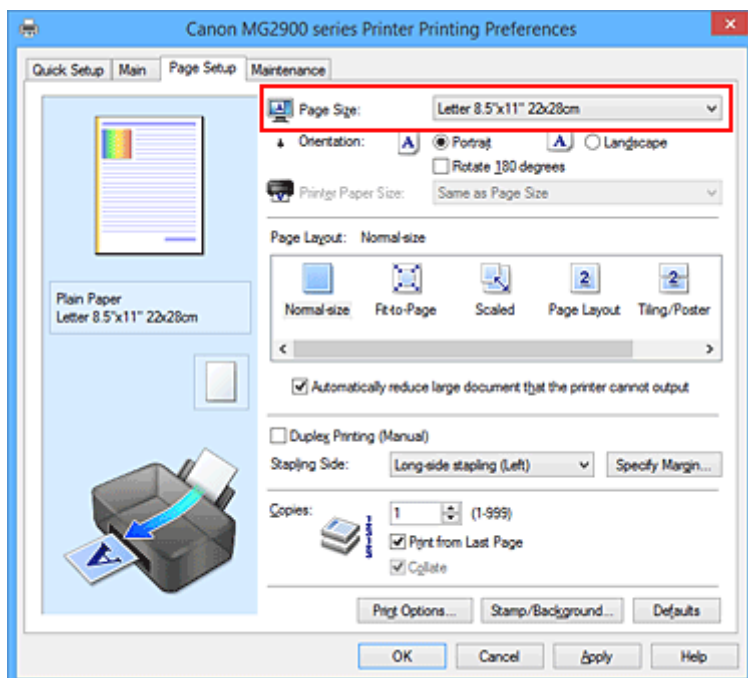 Canon MG2900 series Printer Printing Preferences
Quick Setup Main Page Setup Maintenance
Page Size: Letter 8.5"x11" 22x28cm
Orientation: A Portrait A Landscape
Rotate 180 degrees
Printer Paper Size: Same as Page Size
Page Layout: Normal-size
Plain Paper
Letter 8.5"x11" 22x28cm
2 2
Normal-size Fit-to-Page Scaled Page Layout Tiling/Poster
Automatically reduce large document that the printer cannot output
Duplex Printing (Manual)
Stapling Side: Long-side stapling (Left) Specify Margin...
Copies: 1 (1-999)
Print from Last Page
Collate
A
Print Options... Stamp/Background... Defaults
OK Cancel Apply Help